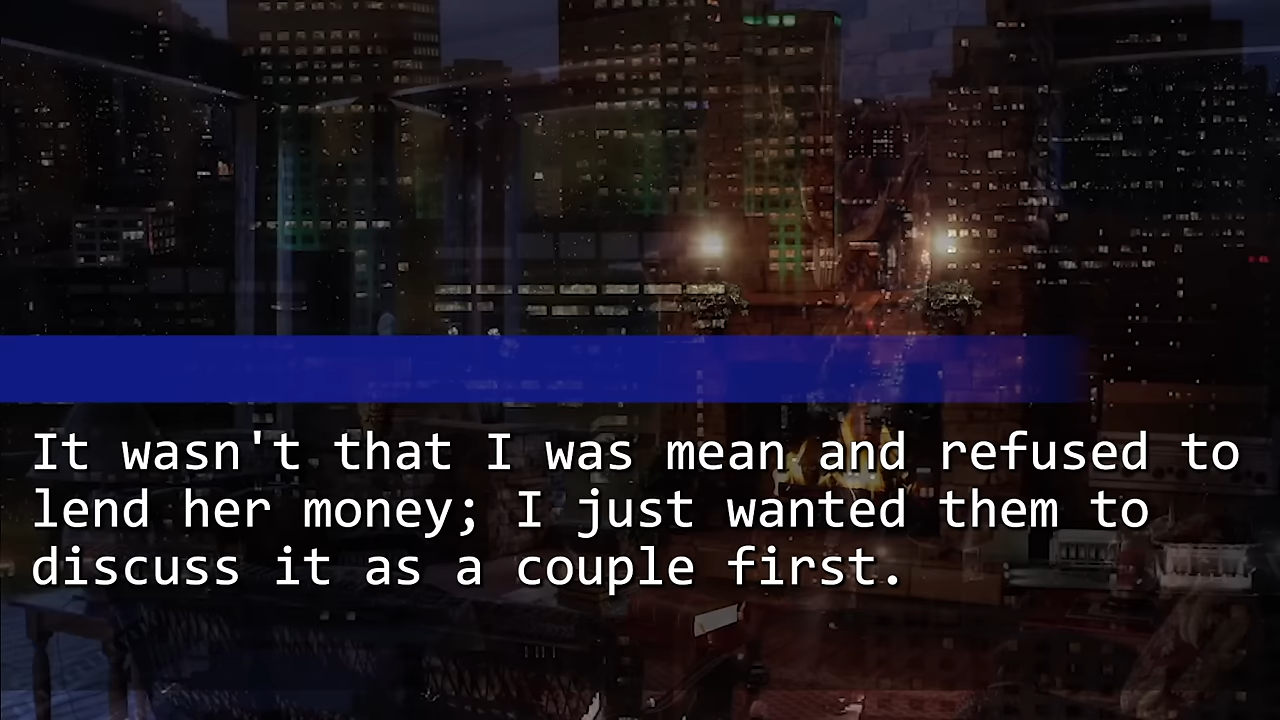 It wasn't that I was mean and refused to
lend her money; I just wanted them to
discuss it as a couple first.